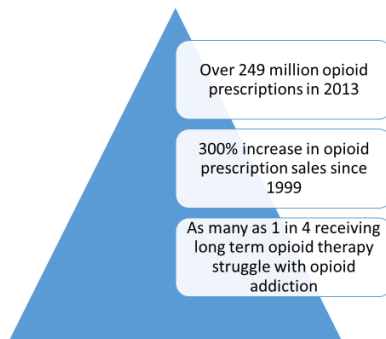 Over 249 million opioid
prescriptions in 2013
300% increase in opioid
prescription sales since
1999
As many as 1 in 4 receiving
long term opioid therapy
struggle with opioid
addiction